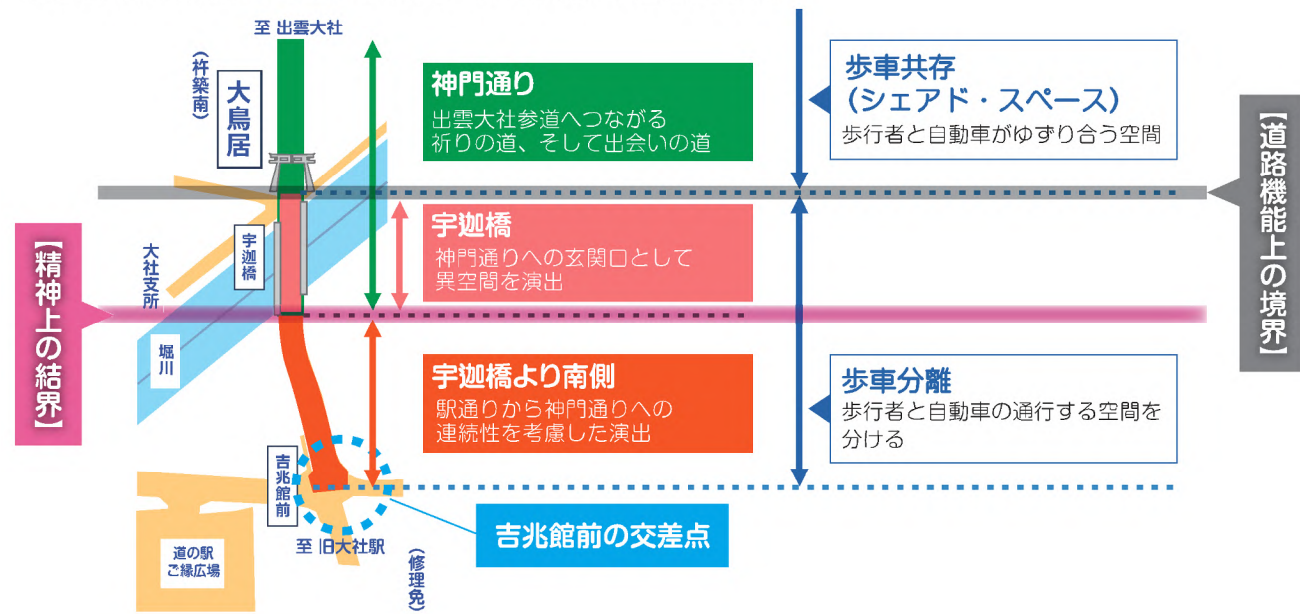 至 出雲大社
(杵築南)
大鳥居
神門通り
出雲大社参道へつながる
祈りの道、そして出会いの道
歩車共存
(シェアド・スペース)
歩行者と自動車がゆずり合う空間
【道路機能上の境界】
宇迦橋
宇迦橋
神門通りへの玄関口として
異空間を演出
【精神上の結界】
大社支所
堀川
宇迦橋より南側
駅通りから神門通りへの
連続性を考慮した演出
歩車分離
歩行者と自動車の通行する空間を
分ける
吉兆館前
吉兆館前の交差点
至 旧大社駅
(修理免)
道の駅
ご縁広場